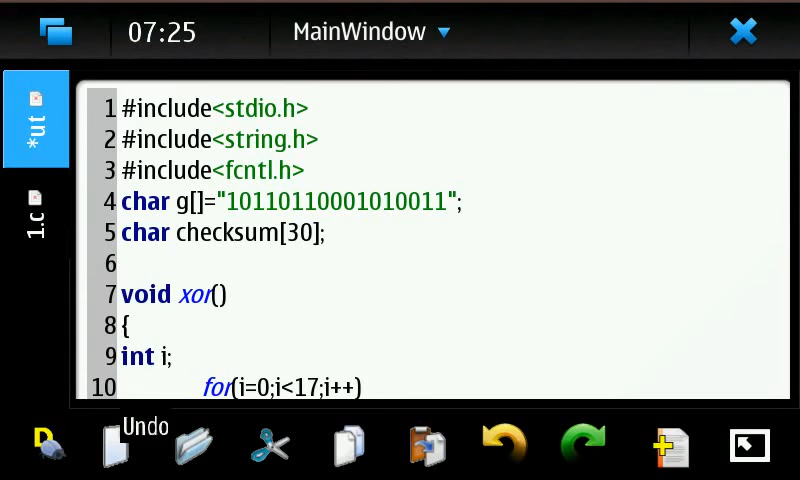 07:25 MainWindow
*ut
1.c
1 #include<stdio.h>
2 #include<string.h>
3 #include<fcntl.h>
4 char g[]="10110110001010011";
5 char checksum[30];
6
7 void xor()
8 {
9 int i;
10 for(i=0;i<17;i++)
D
Undo